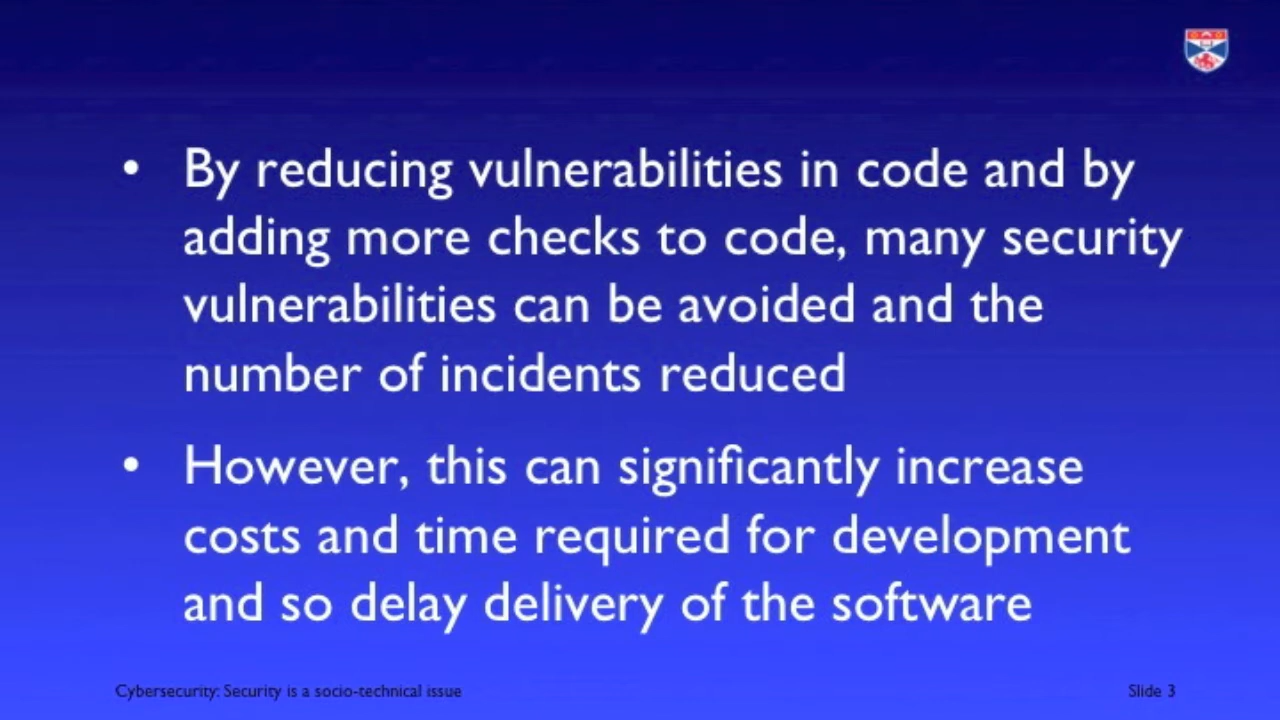 • By reducing vulnerabilities in code and by
adding more checks to code, many security
vulnerabilities can be avoided and the
number of incidents reduced
• However, this can significantly increase
costs and time required for development
and so delay delivery of the software
Cybersecurity: Security is a socio-technical issue
Slide 3